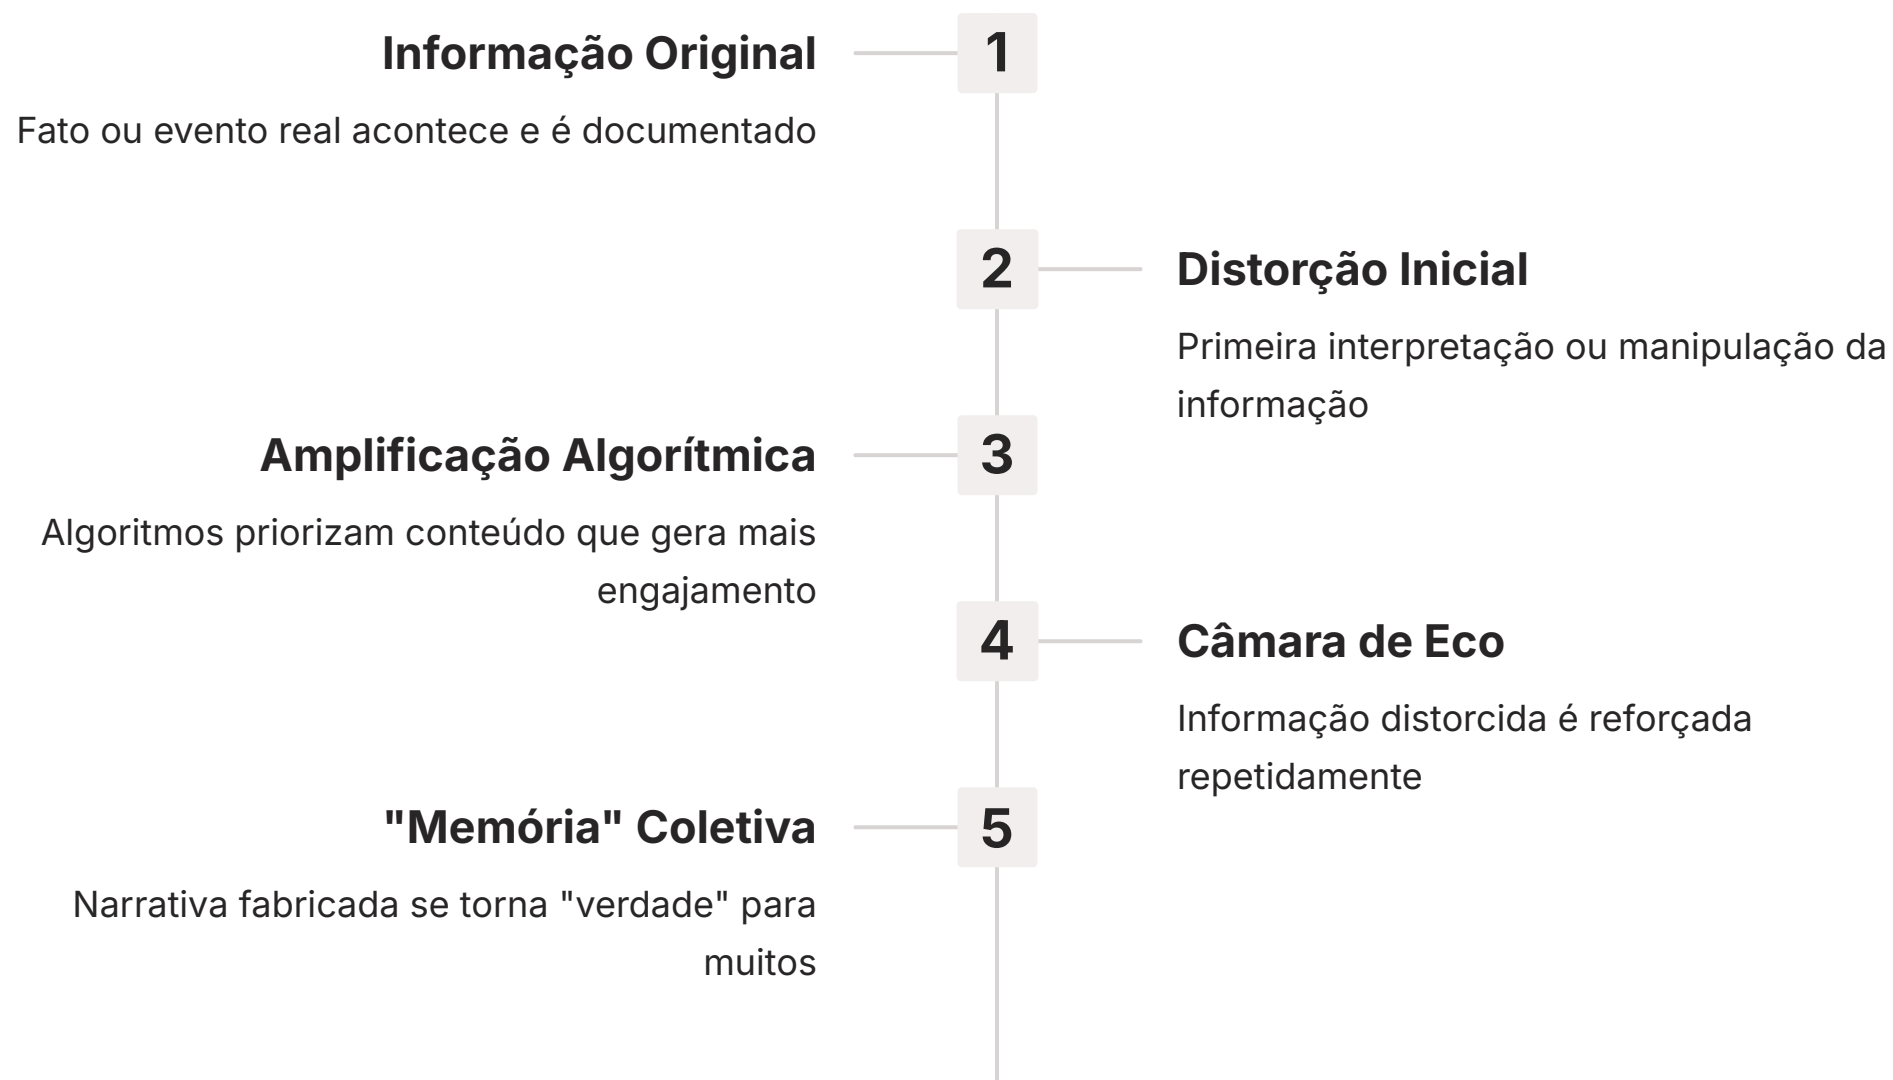 1
Informação Original
Fato ou evento real acontece e é documentado
2
Distorção Inicial
Primeira interpretação ou manipulação da
informação
3
Amplificação Algorítmica
Algoritmos priorizam conteúdo que gera mais
engajamento
4
Câmara de Eco
Informação distorcida é reforçada
repetidamente
5
"Memória" Coletiva
Narrativa fabricada se torna "verdade" para
muitos